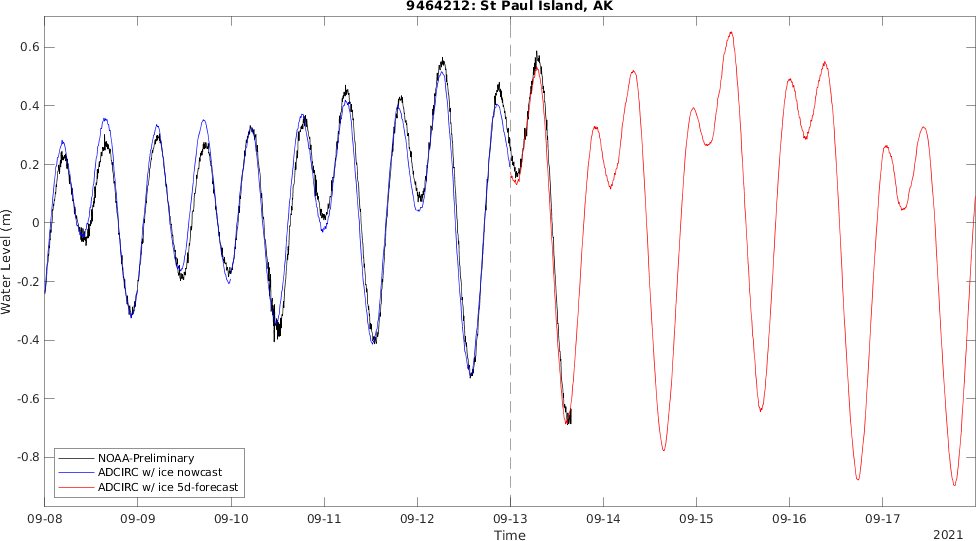 9464212: St Paul Island, AK
Water Level (m)
0.6
0.4
0.2
0
-0.2
-0.4
-0.6
-0.8
NOAA-Preliminary
ADCIRC w/ ice nowcast
ADCIRC w/ ice 5d-forecast
09-08 09-09 09-10 09-11 09-12 09-13 09-14 09-15 09-16 09-17
Time
2021